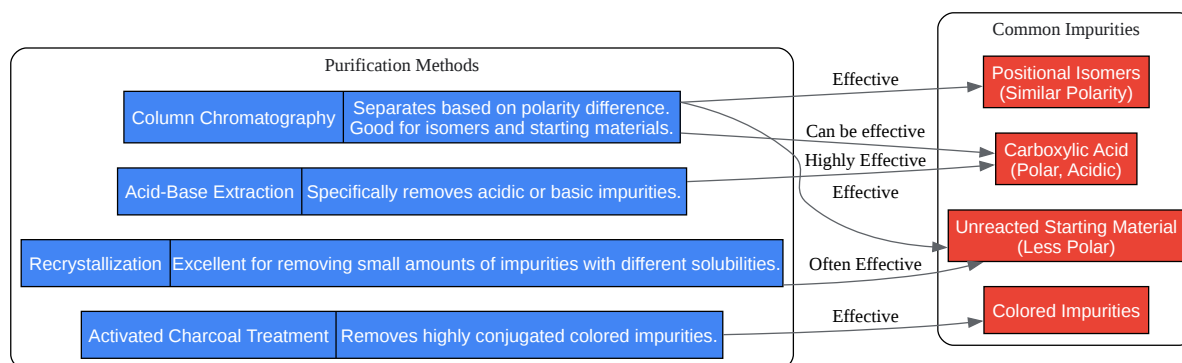 Purification Methods
Column Chromatography
Separates based on polarity difference.
Good for isomers and starting materials.
Acid-Base Extraction
Specifically removes acidic or basic impurities.
Recrystallization
Excellent for removing small amounts of impurities with different solubilities.
Activated Charcoal Treatment
Removes highly conjugated colored impurities.
Effective
Can be effective
Highly Effective
Effective
Often Effective
Effective
Common Impurities
Positional Isomers
(Similar Polarity)
Carboxylic Acid
(Polar, Acidic)
Unreacted Starting Material
(Less Polar)
Colored Impurities